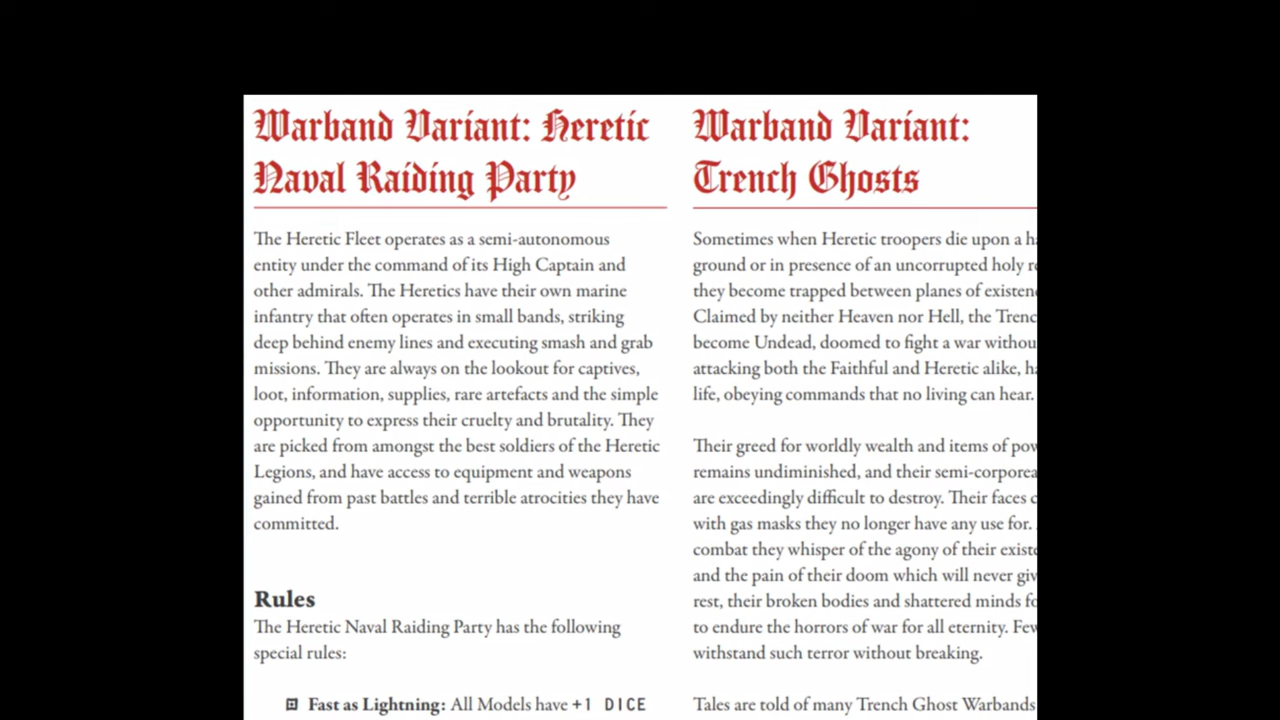 Warband Variant: Heretic
Naval Raiding Party
The Heretic Fleet operates as a semi-autonomous
entity under the command of its High Captain and
other admirals. The Heretics have their own marine
infantry that often operates in small bands, striking
deep behind enemy lines and executing smash and grab
missions. They are always on the lookout for captives,
loot, information, supplies, rare artefacts and the simple
opportunity to express their cruelty and brutality. They
are picked from amongst the best soldiers of the Heretic
Legions, and have access to equipment and weapons
gained from past battles and terrible atrocities they have
committed.
Rules
The Heretic Naval Raiding Party has the following
special rules:
Fast as Lightning: All Models have +1 DICE
Warband Variant:
Trench Ghosts
Sometimes when Heretic troopers die upon a
ground or in presence of an uncorrupted holy
they become trapped between planes of
Claimed by neither Heaven nor Hell, the
become Undead, doomed to fight a war
attacking both the Faithful and Heretic alike,
life, obeying commands that no living can hear.
Their greed for worldly wealth and items of
remains undiminished, and their
are exceedingly difficult to destroy. Their faces
with gas masks they no longer have any use for.
combat they whisper of the agony of their
and the pain of their doom which will never
rest, their broken bodies and shattered minds
to endure the horrors of war for all eternity. Few
withstand such terror without breaking.
Tales are told of many Trench Ghost Warbands